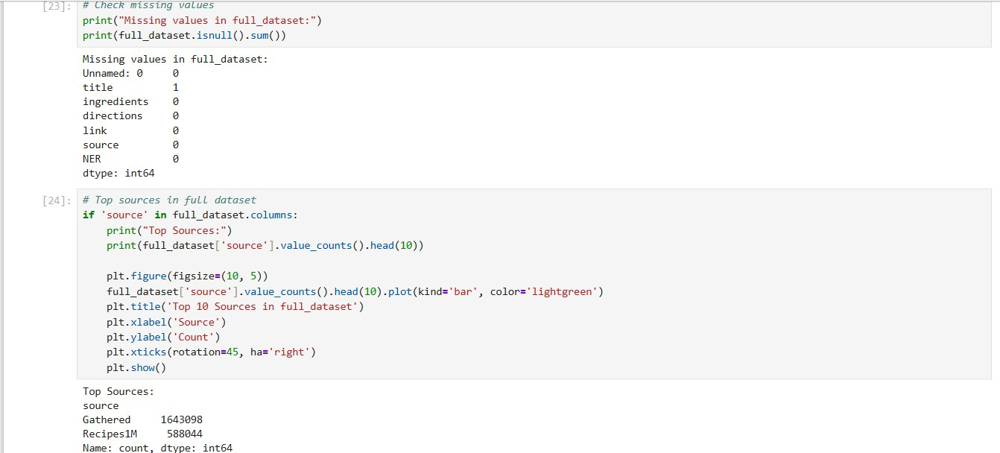 [23]: # Check missing values
print("Missing values in full_dataset:")
print(full_dataset.isnull().sum())
Missing values in full_dataset:
Unnamed: 0     0
title          1
ingredients    0
directions     0
link           0
source         0
NER            0
dtype: int64
[24]: # Top sources in full dataset
if 'source' in full_dataset.columns:
    print("Top Sources:")
    print(full_dataset['source'].value_counts().head(10))

    plt.figure(figsize=(10, 5))
    full_dataset['source'].value_counts().head(10).plot(kind='bar', color='lightgreen')
    plt.title('Top 10 Sources in full_dataset')
    plt.xlabel('Source')
    plt.ylabel('Count')
    plt.xticks(rotation=45, ha='right')
    plt.show()
Top Sources:
source
Gathered     1643098
Recipes1M     588044
Name: count, dtype: int64